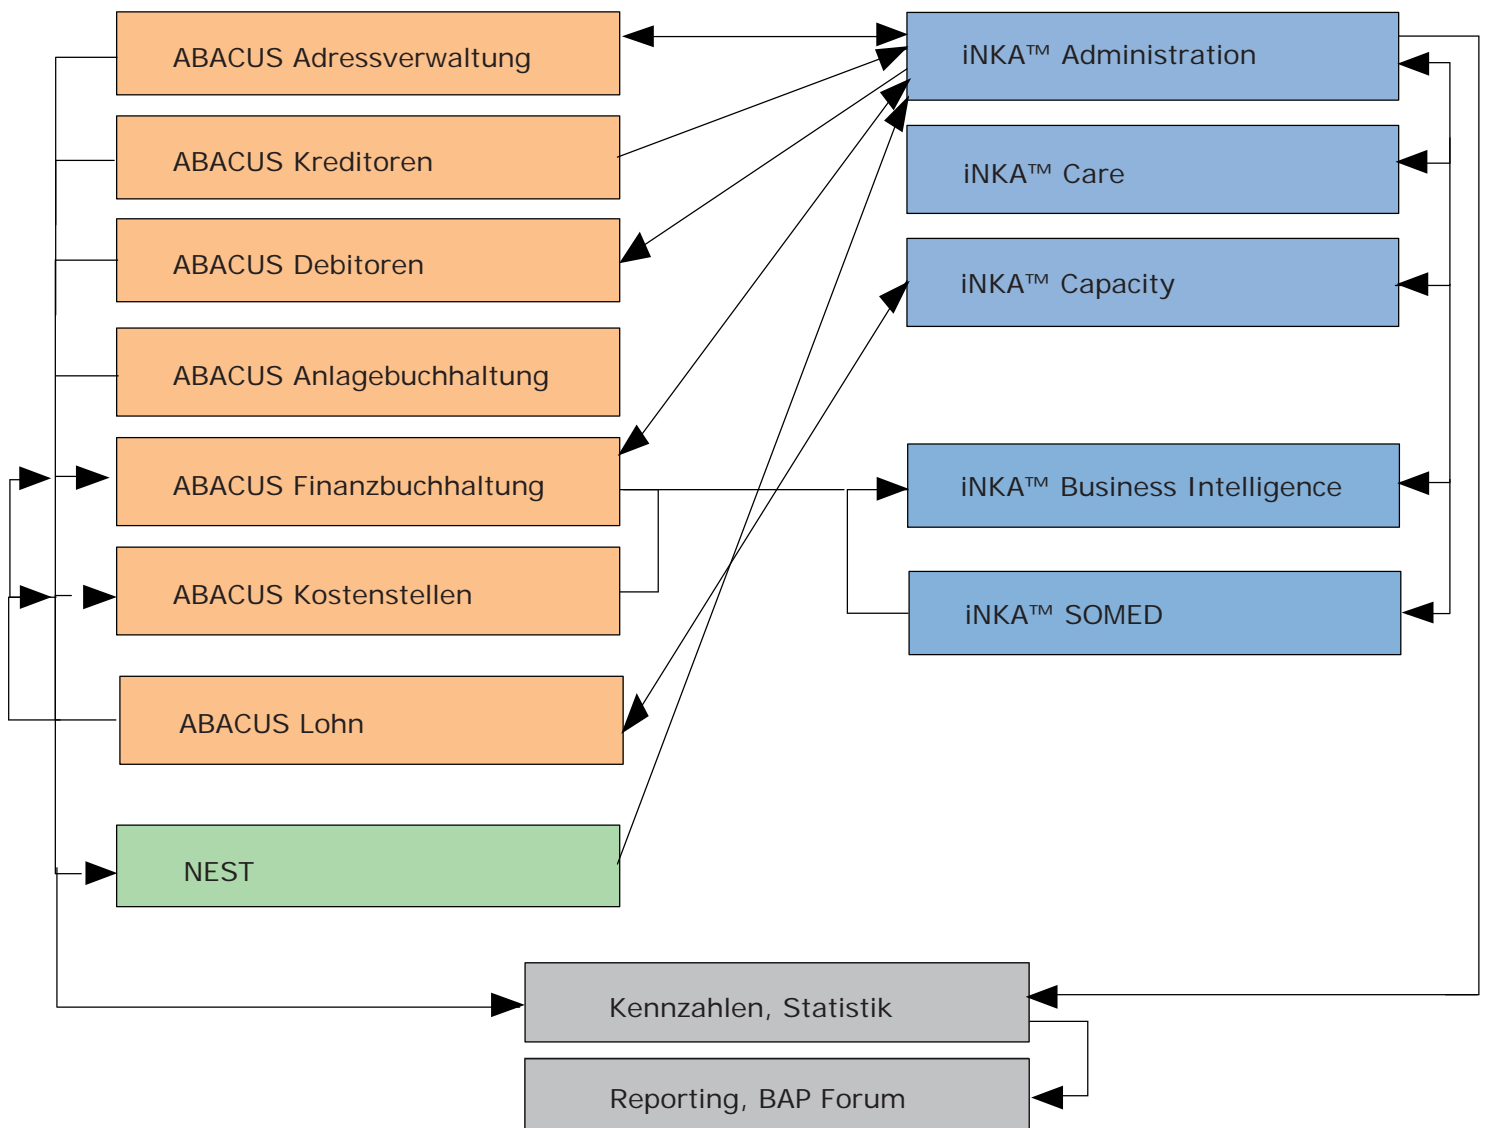 ABACUS Adressverwaltung
ABACUS Kreditoren
ABACUS Debitoren
ABACUS Anlagebuchhaltung
ABACUS Finanzbuchhaltung
ABACUS Kostenstellen
ABACUS Lohn
NEST
iNKA™ Administration
iNKA™ Care
iNKA™ Capacity
iNKA™ Business Intelligence
iNKA™ SOMED
Kennzahlen, Statistik
Reporting, BAP Forum